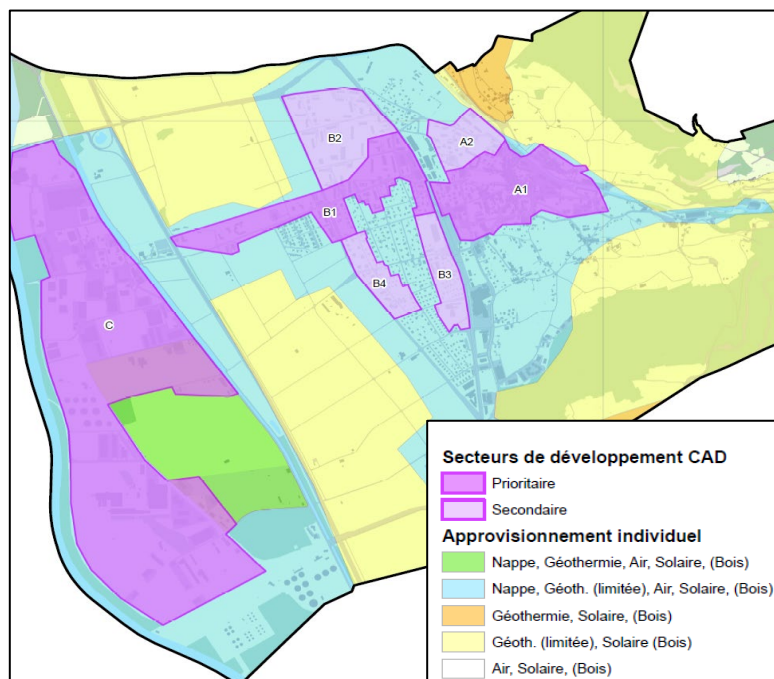 B2
A2
A1
B1
B3
B4
C
Secteurs de développement CAD
Prioritaire
Secondaire
Approvisionnement individuel
Nappe, Géothermie, Air, Solaire, (Bois)
Nappe, Géoth. (limitée), Air, Solaire, (Bois)
Géothermie, Solaire, (Bois)
Géoth. (limitée), Solaire (Bois)
Air, Solaire, (Bois)